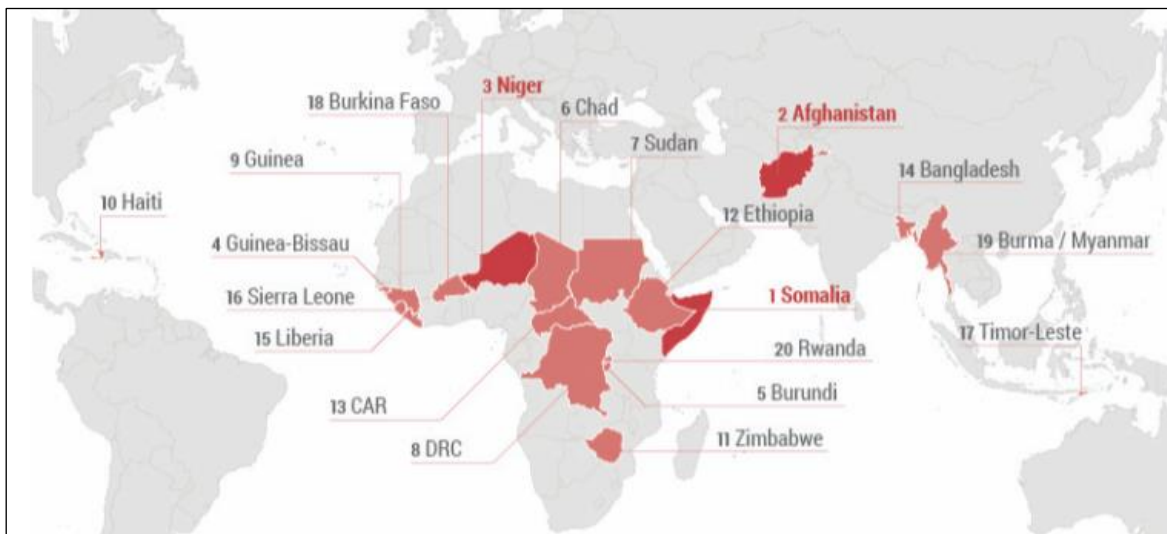 3 Niger
18 Burkina Faso
6 Chad
2 Afghanistan
7 Sudan
9 Guinea
14 Bangladesh
10 Haiti
12 Ethiopia
4 Guinea-Bissau
19 Burma / Myanmar
16 Sierra Leone
1 Somalia
15 Liberia
17 Timor-Leste
20 Rwanda
5 Burundi
13 CAR
11 Zimbabwe
8 DRC